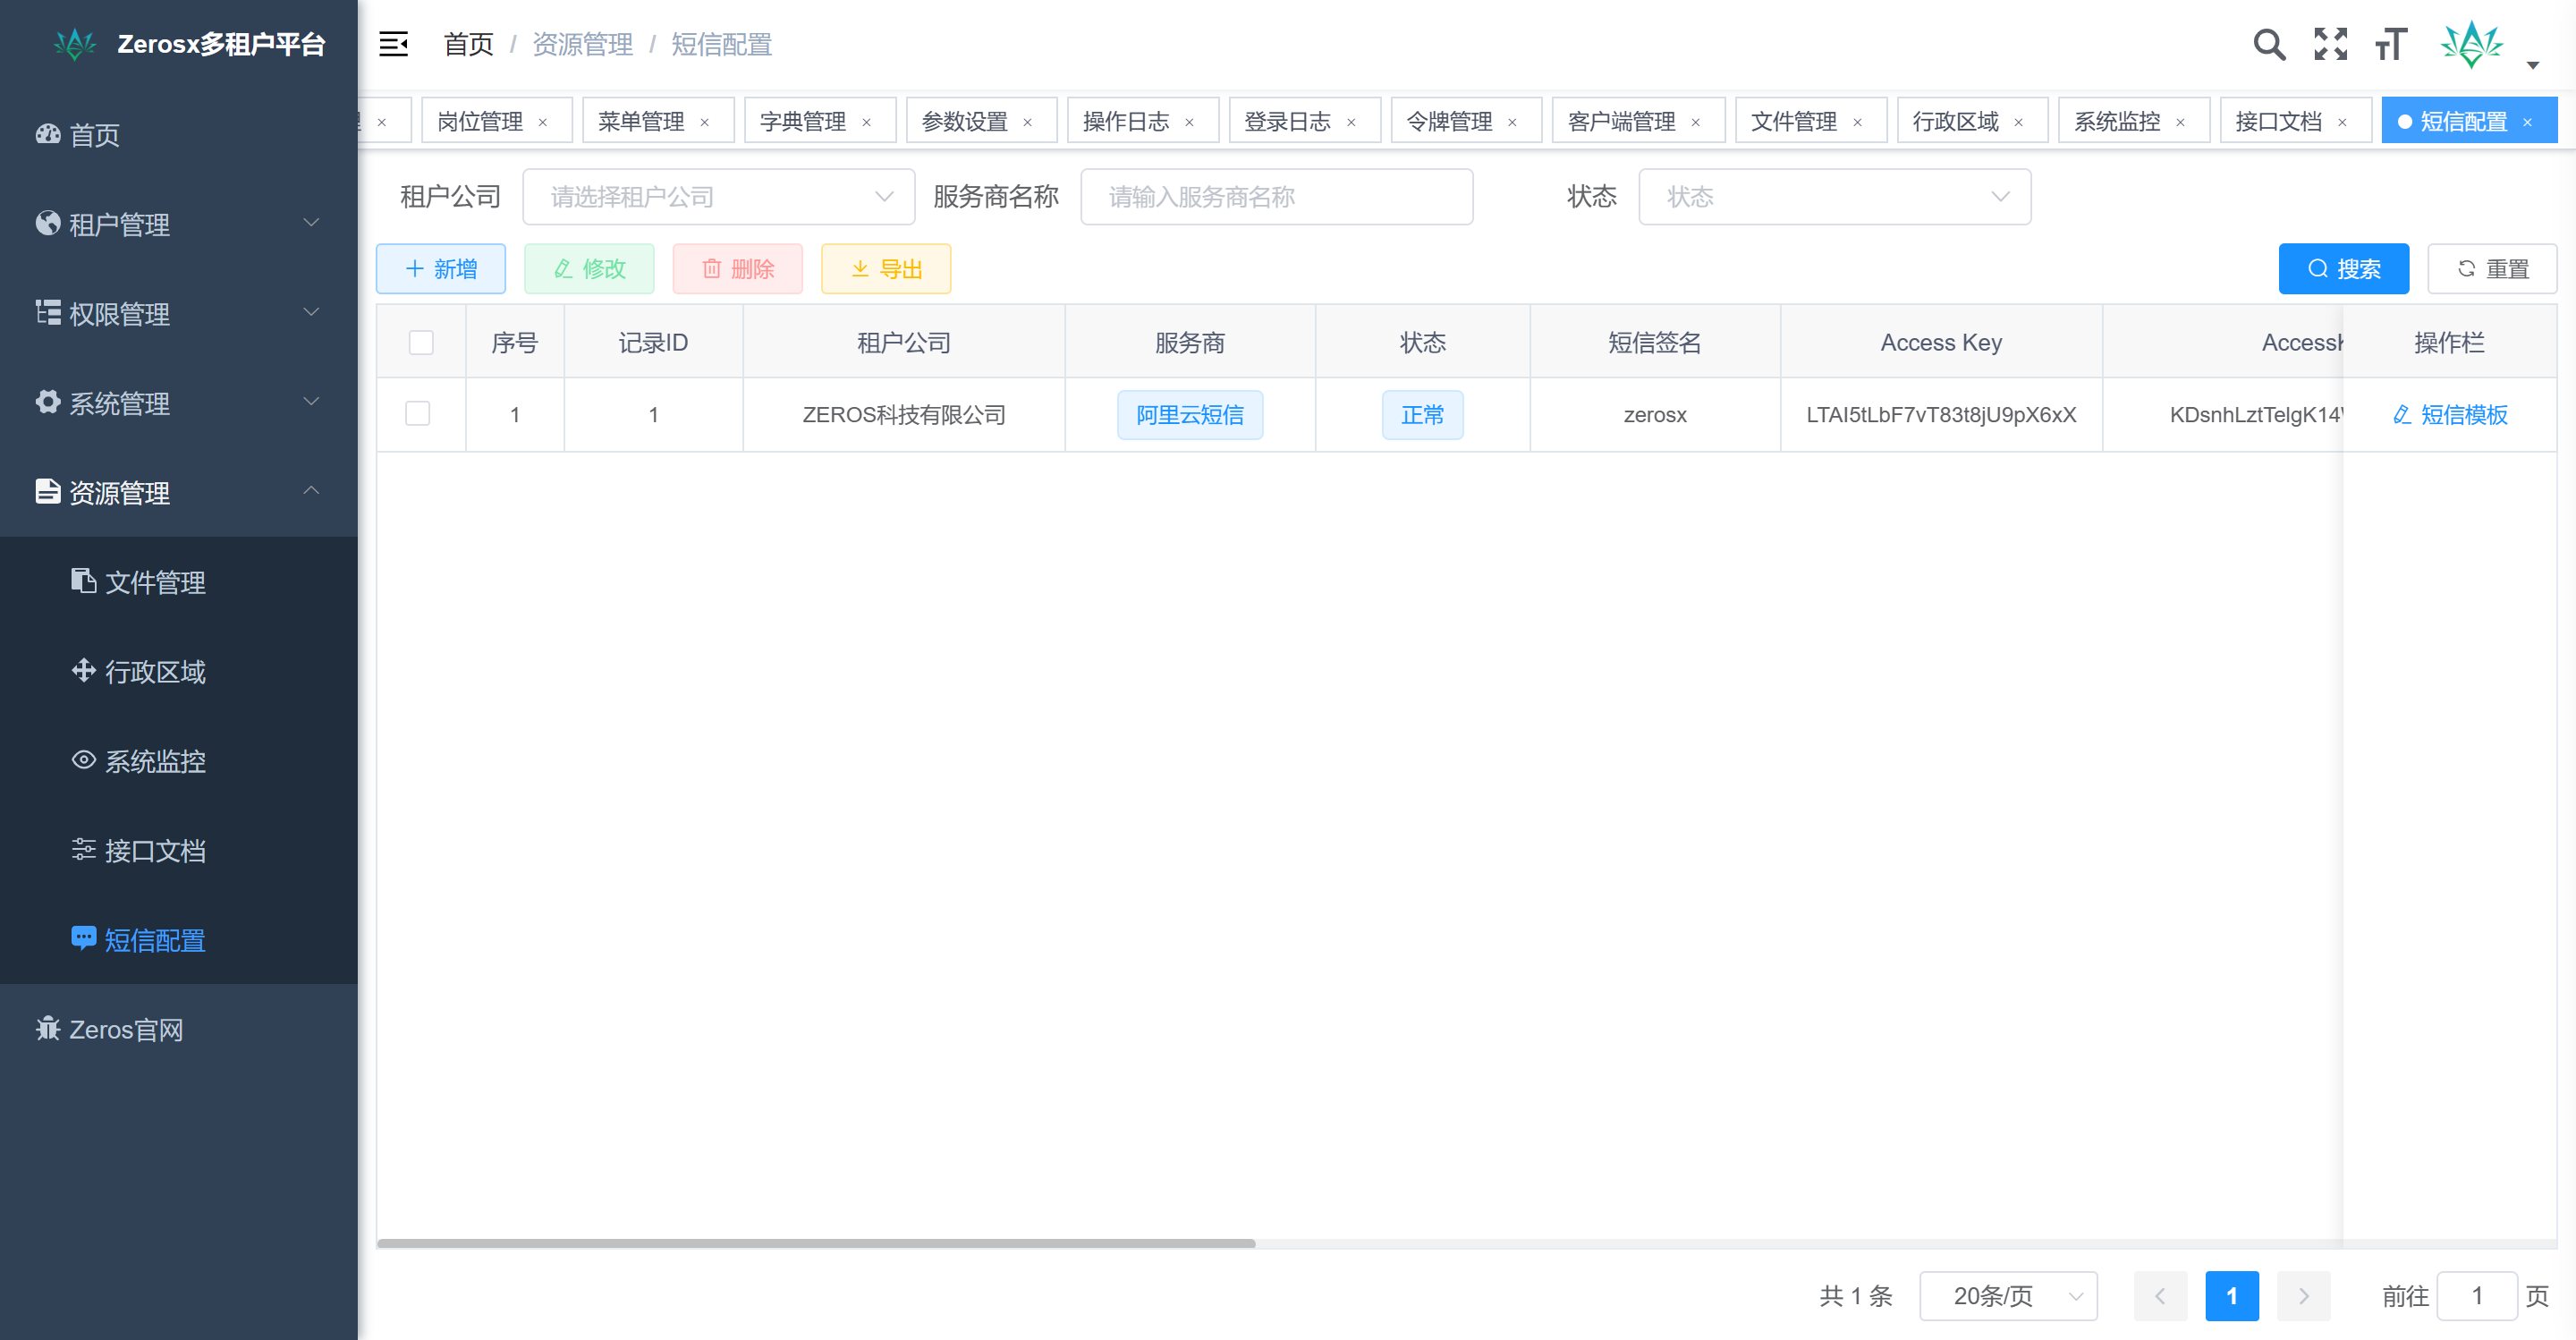 Zerosx多租户平台
首页 / 资源管理 / 短信配置
岗位管理 × 菜单管理 × 字典管理 × 参数设置 × 操作日志 × 登录日志 × 令牌管理 × 客户端管理 × 文件管理 × 行政区域 × 系统监控 × 接口文档 × 短信配置 ×
首页
租户管理
权限管理
系统管理
资源管理
文件管理
行政区域
系统监控
接口文档
短信配置
Zeros官网
租户公司 请选择租户公司 服务商名称 请输入服务商名称 状态 状态
新增 修改 删除 导出 搜索 重置
序号 记录ID 租户公司 服务商 状态 短信签名 Access Key Access 操作栏
1 1 ZEROS科技有限公司 阿里云短信 正常 zerosx LTAI5tLbF7vT83t8jU9pX6xX KDsnhLztTelgK14 短信模板
共 1 条 20条/页 1 前往 1 页